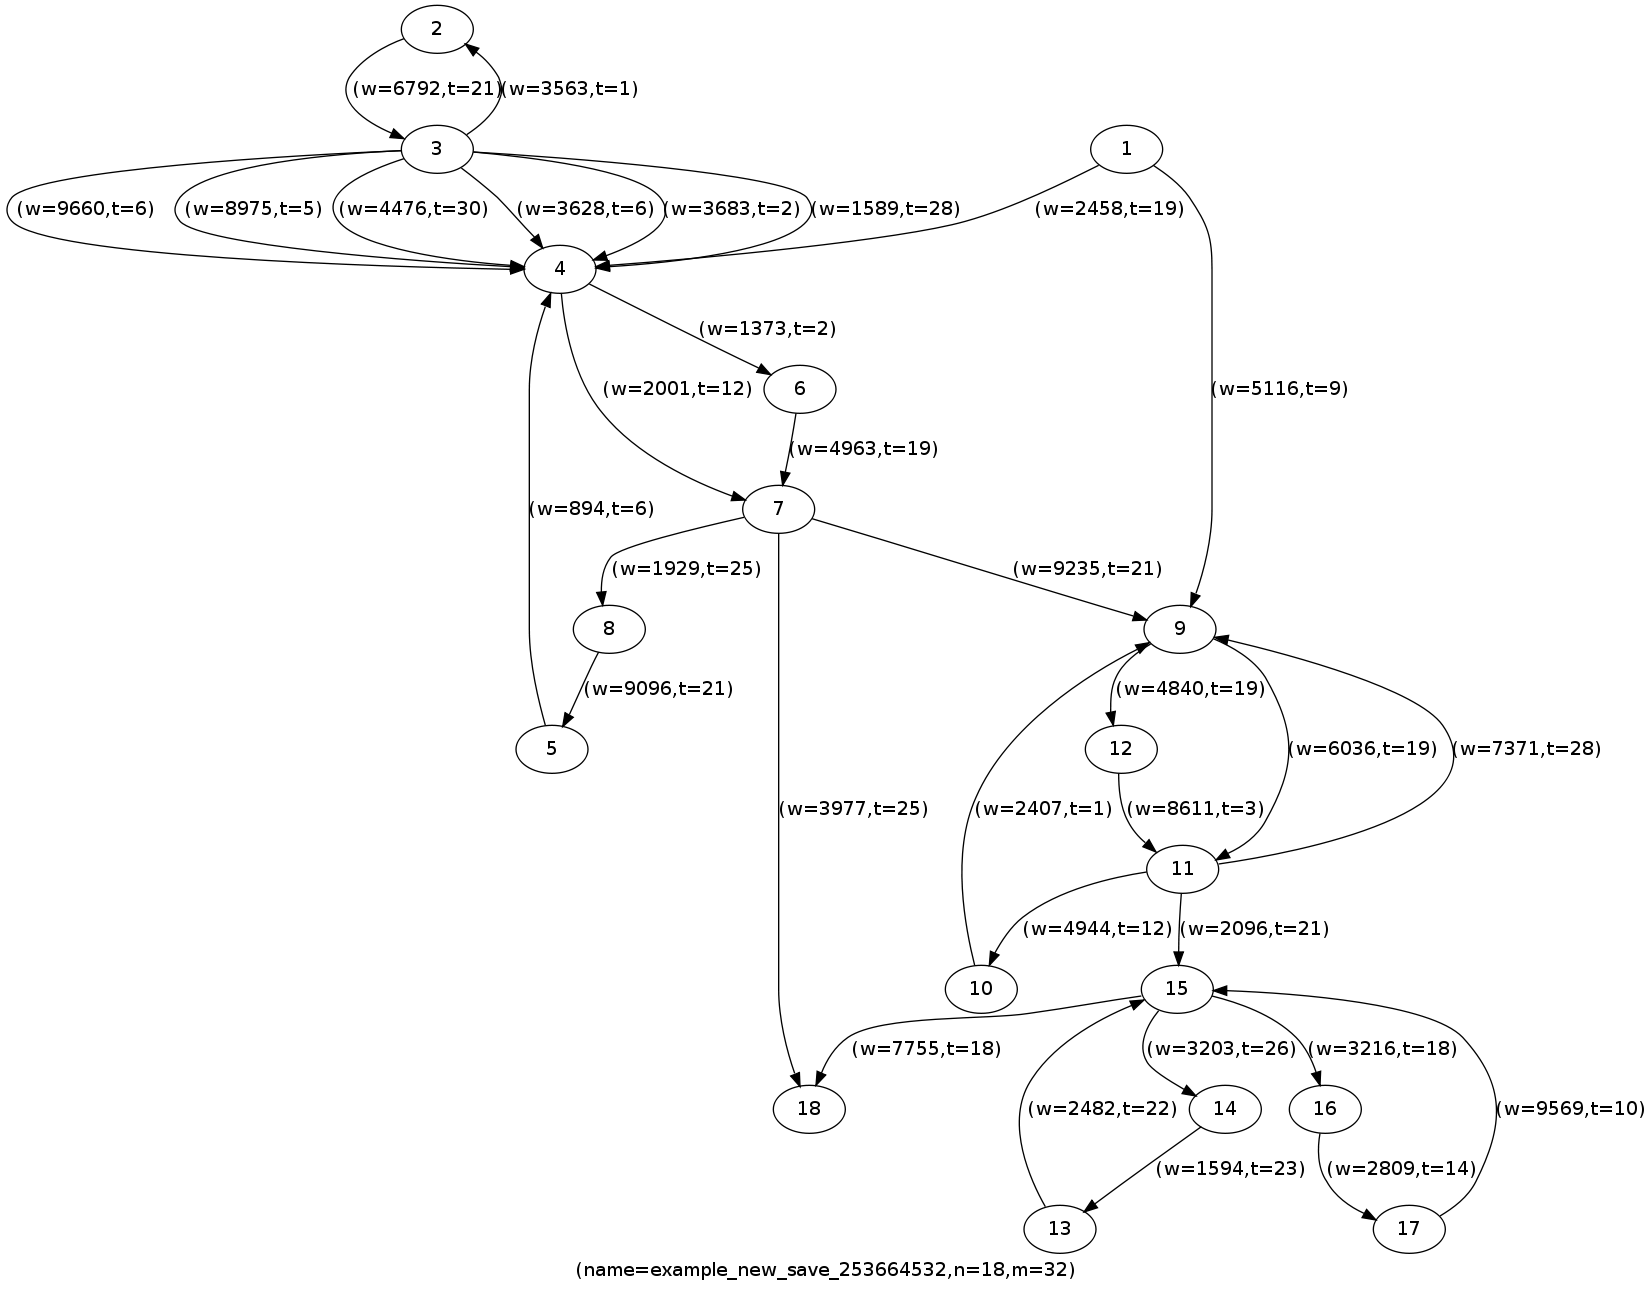 2
(w=6792,t=21) (w=3563,t=1)
3 1
(w=9660,t=6) (w=8975,t=5) (w=4476,t=30) (w=3628,t=6) (w=3683,t=2) (w=1589,t=28) (w=2458,t=19)
4
(w=1373,t=2)
(w=2001,t=12) 6 (w=5116,t=9)
(w=4963,t=19)
(w=894,t=6) 7
(w=1929,t=25) (w=9235,t=21)
8 9
(w=9096,t=21) (w=4840,t=19)
5 12 (w=6036,t=19) (w=7371,t=28)
(w=3977,t=25) (w=2407,t=1) (w=8611,t=3)
11
(w=4944,t=12) (w=2096,t=21)
10 15
(w=7755,t=18) (w=3203,t=26) (w=3216,t=18)
18 (w=2482,t=22) 14 16 (w=9569,t=10)
(w=1594,t=23) (w=2809,t=14)
13 17
(name=example_new_save_253664532,n=18,m=32)